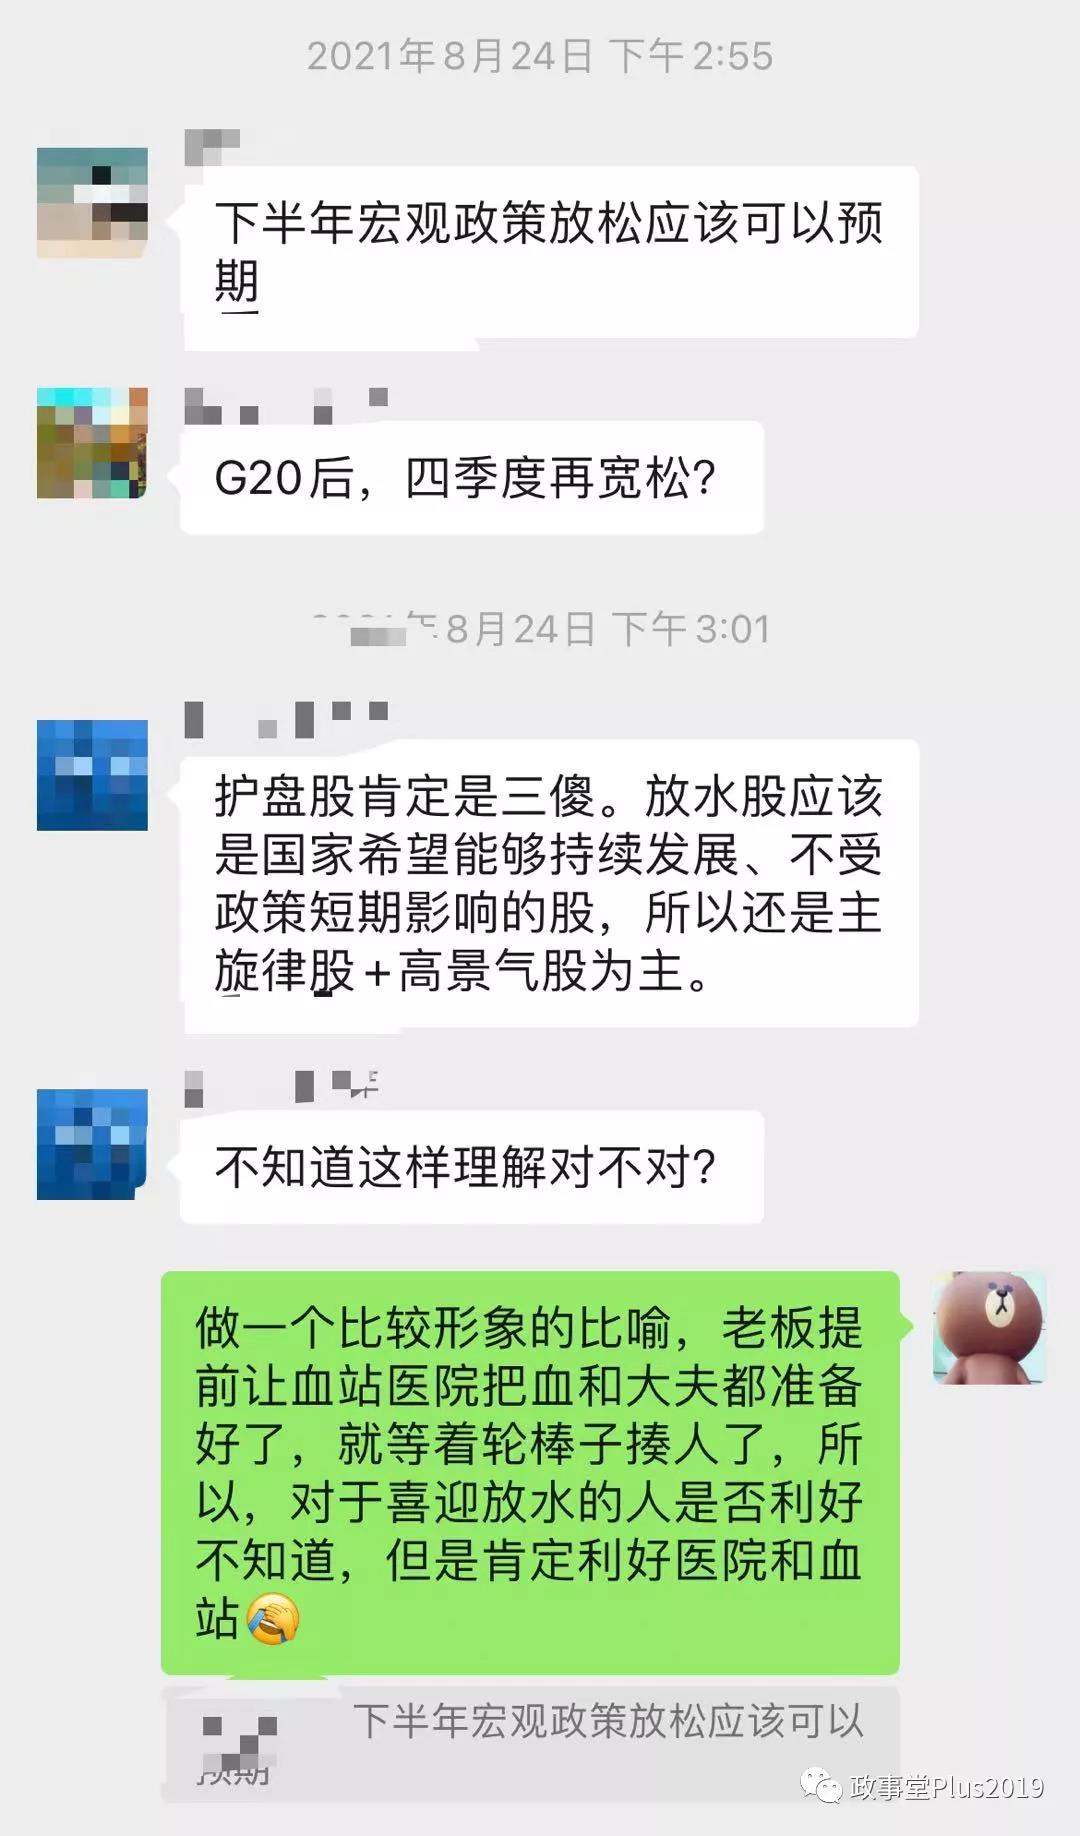 2021年8月24日 下午2:55
下半年宏观政策放松应该可以预
期
G20后，四季度再宽松？
年8月24日 下午3:01
护盘股肯定是三傻。放水股应该
是国家希望能够持续发展、不受
政策短期影响的股，所以还是主
旋律股+高景气股为主。
不知道这样理解对不对？
做一个比较形象的比喻，老板提
前让血站医院把血和大夫都准备
好了，就等着轮棒子揍人了，所
以，对于喜迎放水的人是否利好
不知道，但是肯定利好医院和血
站
下半年宏观政策放松应该可以
预期
政事堂Plus2019